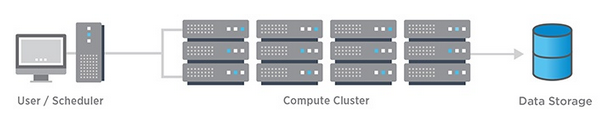 User / Scheduler
Compute Cluster
Data Storage